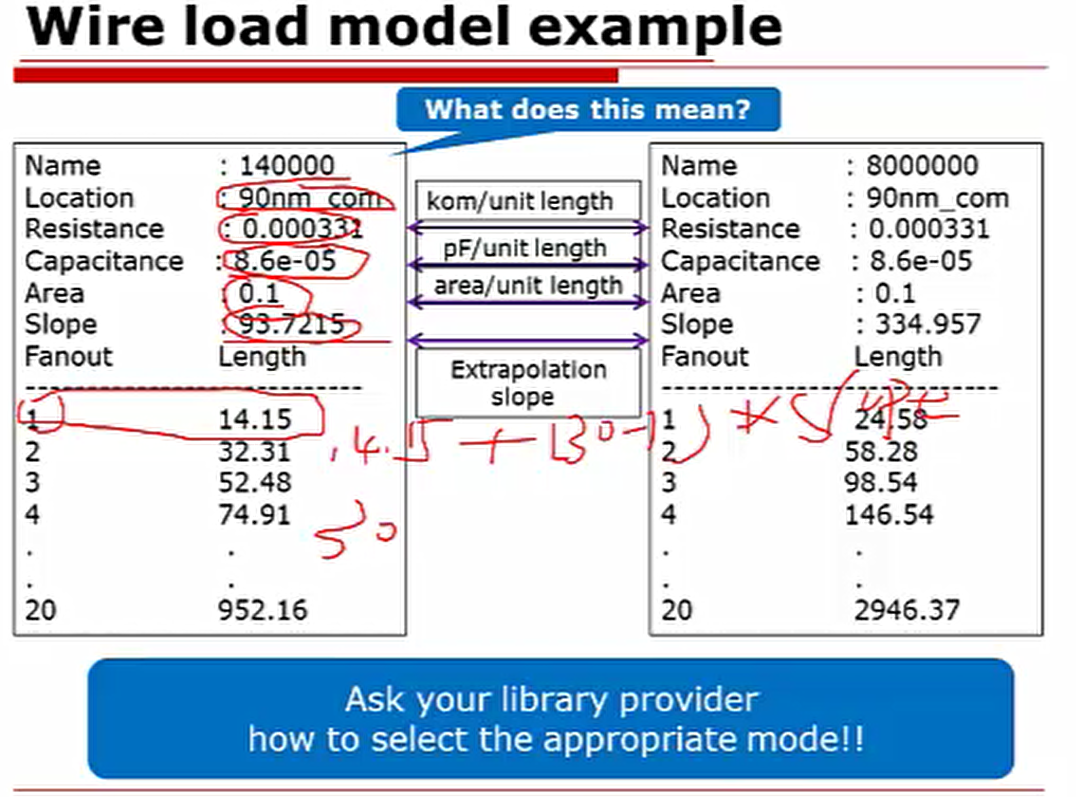 Wire load model example
What does this mean?
Name : 140000
Location : 90nm_com
Resistance : 0.000331
Capacitance : 8.6e-05
Area : 0.1
Slope : 93.7215
Fanout Length
-----------------------------
1 14.15
2 32.31
3 52.48
4 74.91
. .
. .
20 952.16
kom/unit length
pF/unit length
area/unit length
Extrapolation
slope
Name : 8000000
Location : 90nm_com
Resistance : 0.000331
Capacitance : 8.6e-05
Area : 0.1
Slope : 334.957
Fanout Length
-----------------------------
1 24.58
2 58.28
3 98.54
4 146.54
. .
. .
20 2946.37
30
Ask your library provider
how to select the appropriate mode!!